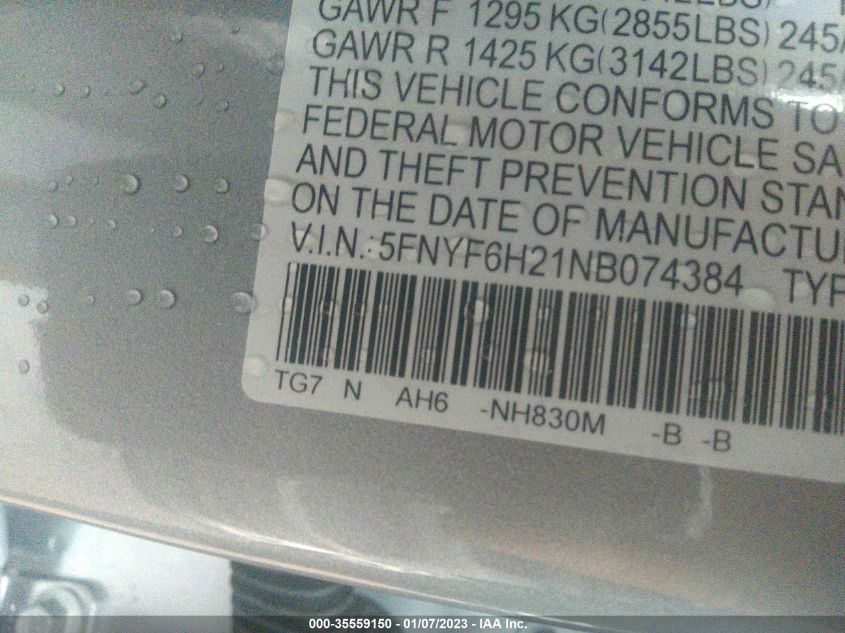 GAWR F 1295 KG(2855LBS) 245/
GAWR R 1425 KG(3142LBS) 245/
THIS VEHICLE CONFORMS TO
FEDERAL MOTOR VEHICLE SA
AND THEFT PREVENTION STAN
ON THE DATE OF MANUFACTU
V.I.N.: 5FNYF6H21NB074384 TYP
TG7 N AH6 -NH830M -B -B
000-35559150 - 01/07/2023 - IAA Inc.